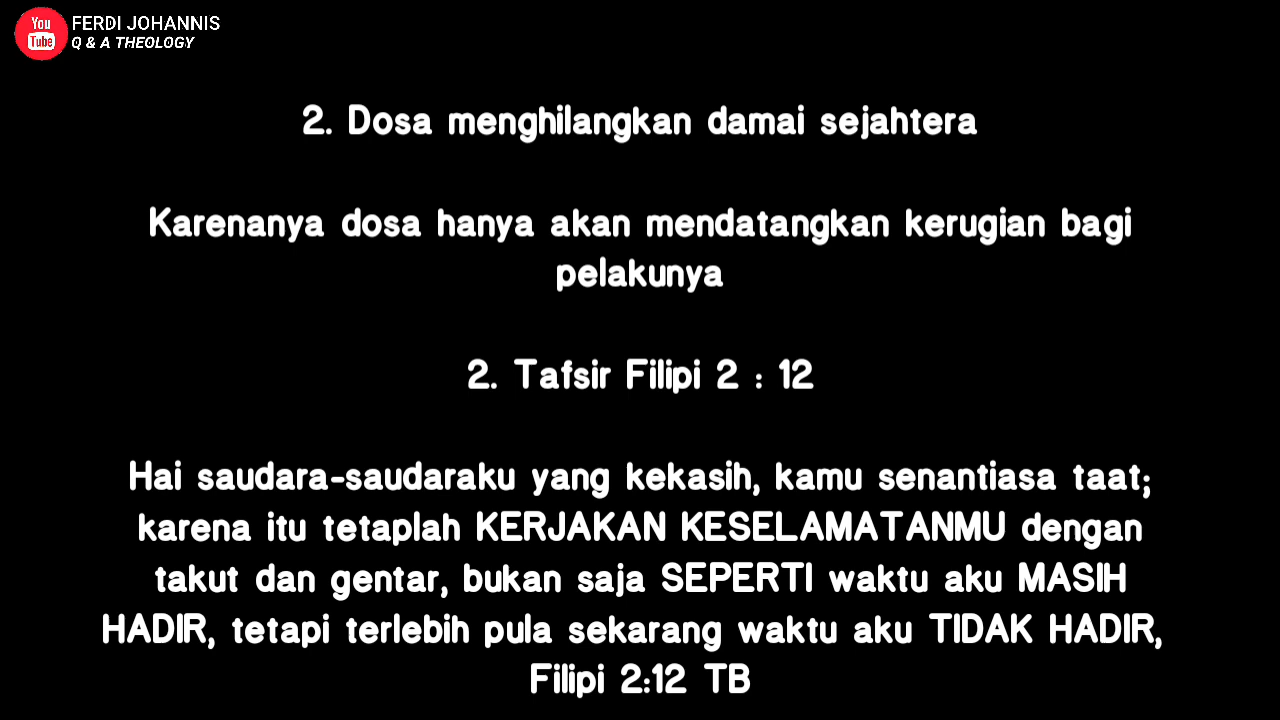 You
Tube
FERDI JOHANNIS
Q & A THEOLOGY
2. Dosa menghilangkan damai sejahtera
Karenanya dosa hanya akan mendatangkan kerugian bagi
pelakunya
2. Tafsir Filipi 2 : 12
Hai saudara-saudaraku yang kekasih, kamu senantiasa taat;
karena itu tetaplah KERJAKAN KESELAMATANMU dengan
takut dan gentar, bukan saja SEPERTI waktu aku MASIH
HADIR, tetapi terlebih pula sekarang waktu aku TIDAK HADIR,
Filipi 2:12 TB